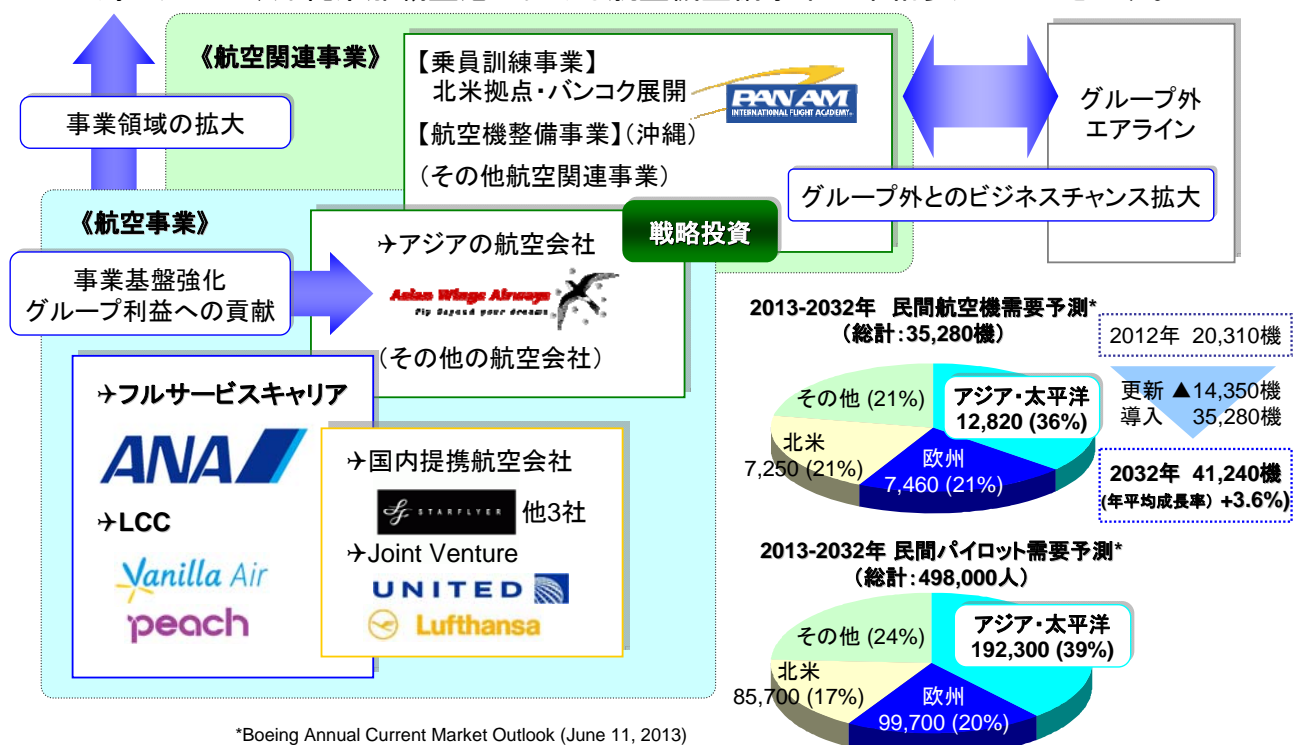 《航空関連事業》
【乗員訓練事業】
北米拠点・バンコク展開
PAN AM
INTERNATIONAL FLIGHT ACADEMY
【航空機整備事業】(沖縄)
(その他航空関連事業)
グループ外
エアライン
事業領域の拡大
グループ外とのビジネスチャンス拡大
《航空事業》
戦略投資
事業基盤強化
グループ利益への貢献
✈アジアの航空会社
Asian Wings Airways
Fly beyond your dreams
(その他の航空会社)
✈フルサービスキャリア
ANA
✈LCC
Vanilla Air
peach
✈国内提携航空会社
STARFLYER 他3社
✈Joint Venture
UNITED
Lufthansa
2013-2032年 民間航空機需要予測*
(総計:35,280機)
その他 (21%)
アジア・太平洋
12,820 (36%)
北米
7,250 (21%)
欧州
7,460 (21%)
2012年 20,310機
更新 ▲14,350機
導入 35,280機
2032年 41,240機
(年平均成長率) +3.6%)
2013-2032年 民間パイロット需要予測*
(総計:498,000人)
その他 (24%)
アジア・太平洋
192,300 (39%)
北米
85,700 (17%)
欧州
99,700 (20%)
*Boeing Annual Current Market Outlook (June 11, 2013)